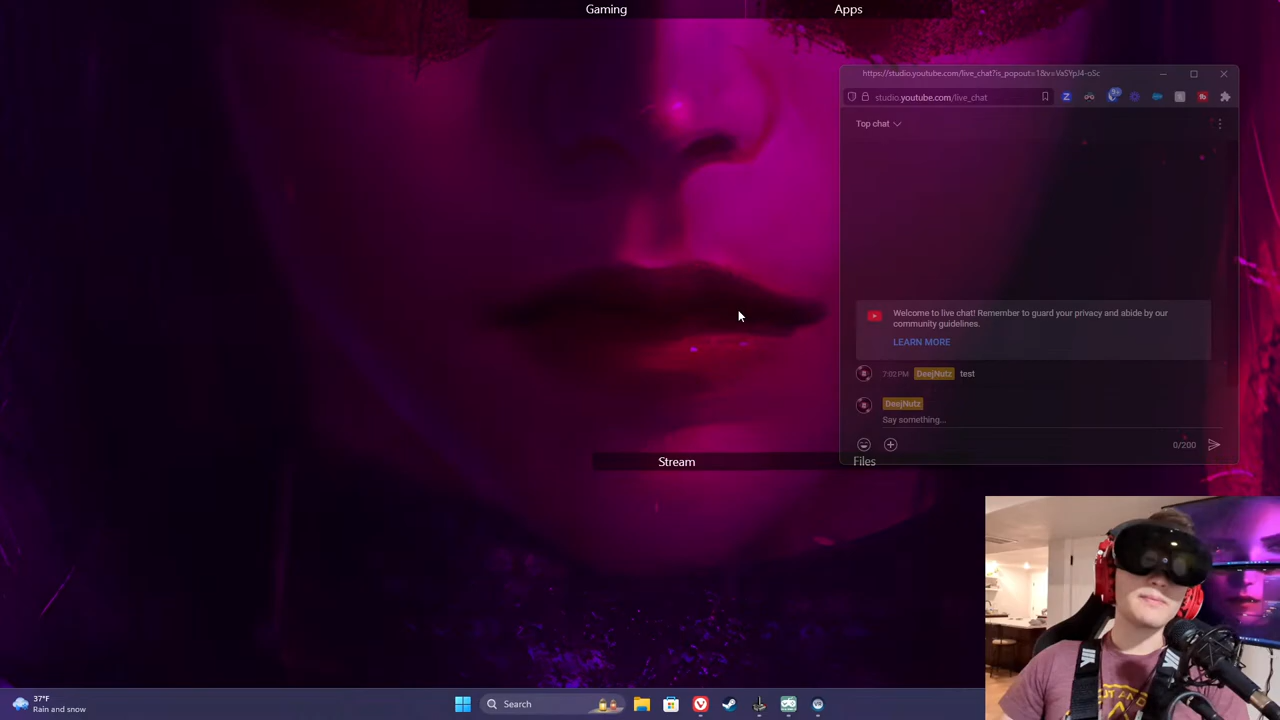 Gaming
Apps
https://studio.youtube.com/live_chat?is_popout=1&v=VaSYpJ4-oSc
studio.youtube.com/live_chat
9+
Top chat
Welcome to live chat! Remember to guard your privacy and abide by our
community guidelines.
LEARN MORE
7:02 PM DeejNutz test
DeejNutz
Say something...
0/200
Stream
Files
37°F
Rain and snow
Search